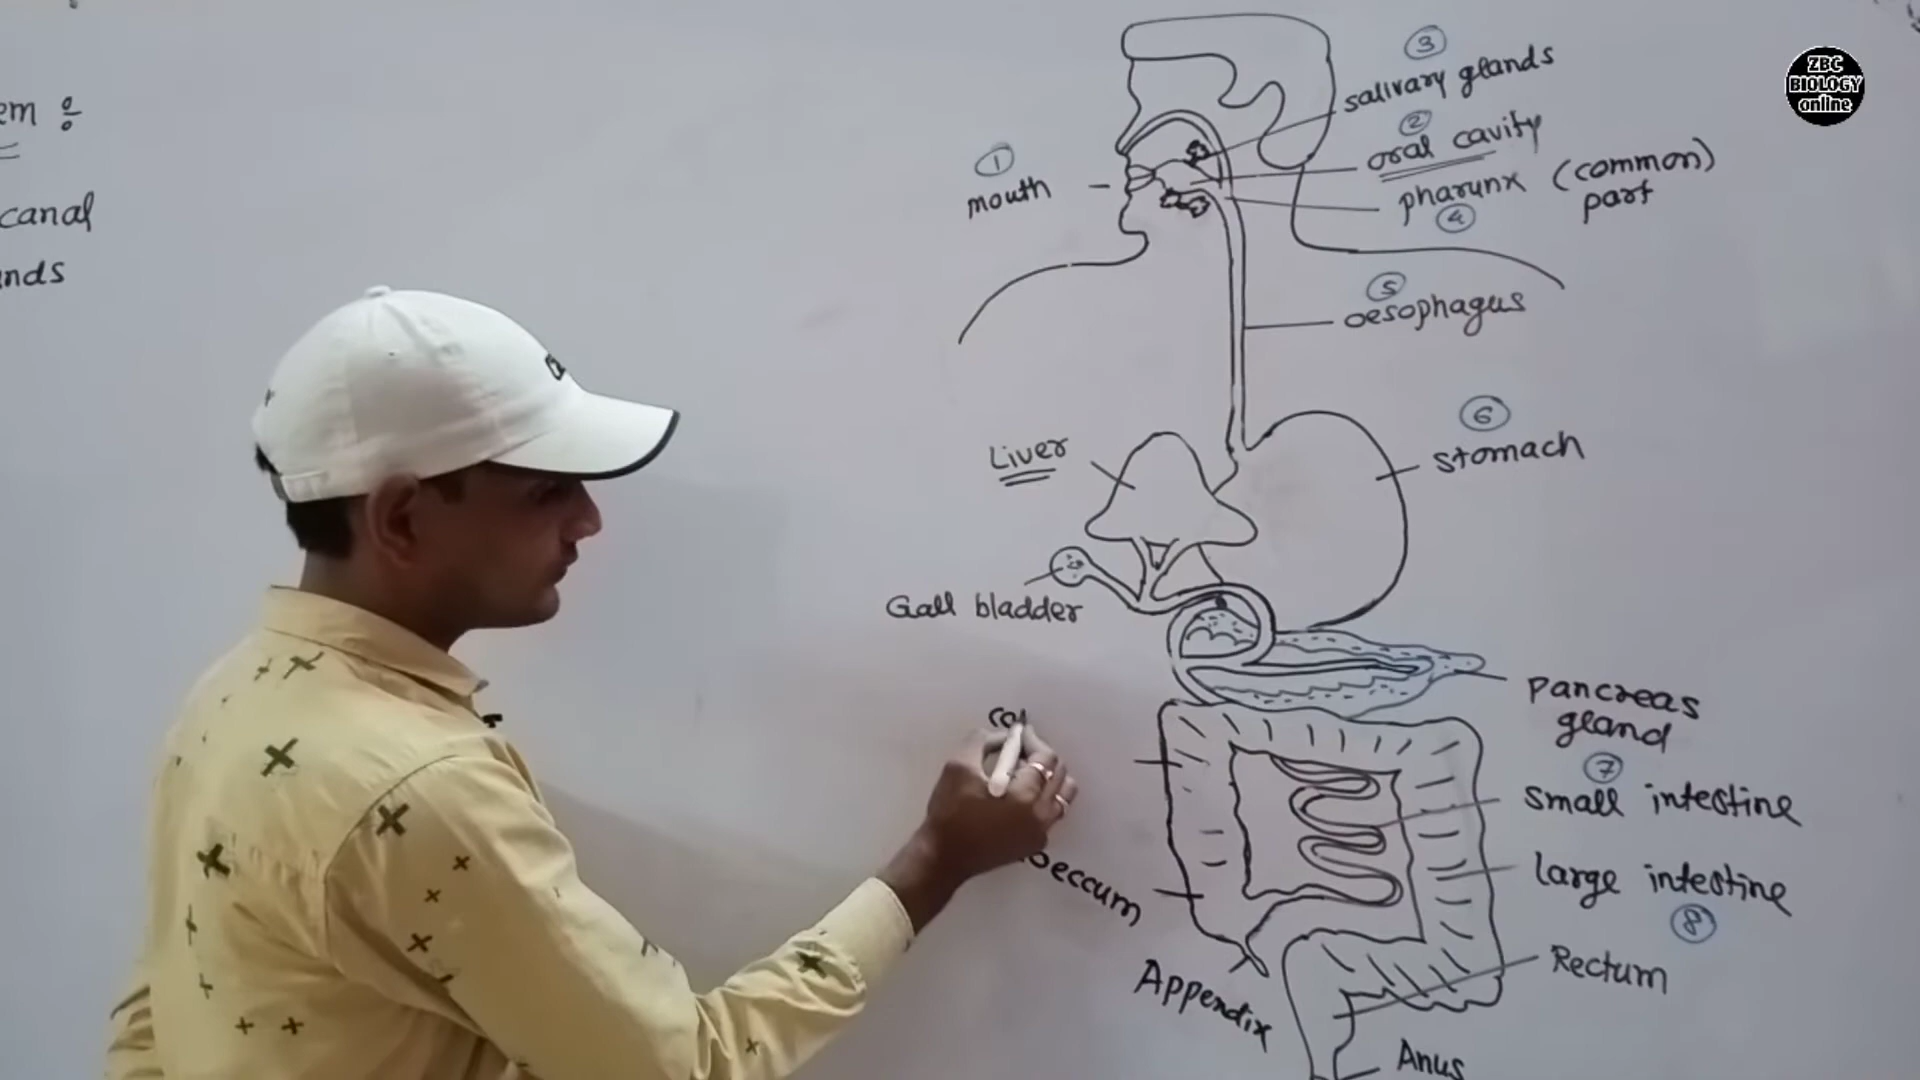 em :
canal
ands
③
salivary glands
②
oral cavity
①
mouth
pharynx (common)
part
④
⑤
oesophagus
⑥
stomach
Liver
Gall bladder
Pancreas
gland
⑦
small intestine
Large intestine
⑧
Rectum
Anus
Appendix
ZBC
BIOLOGY
online